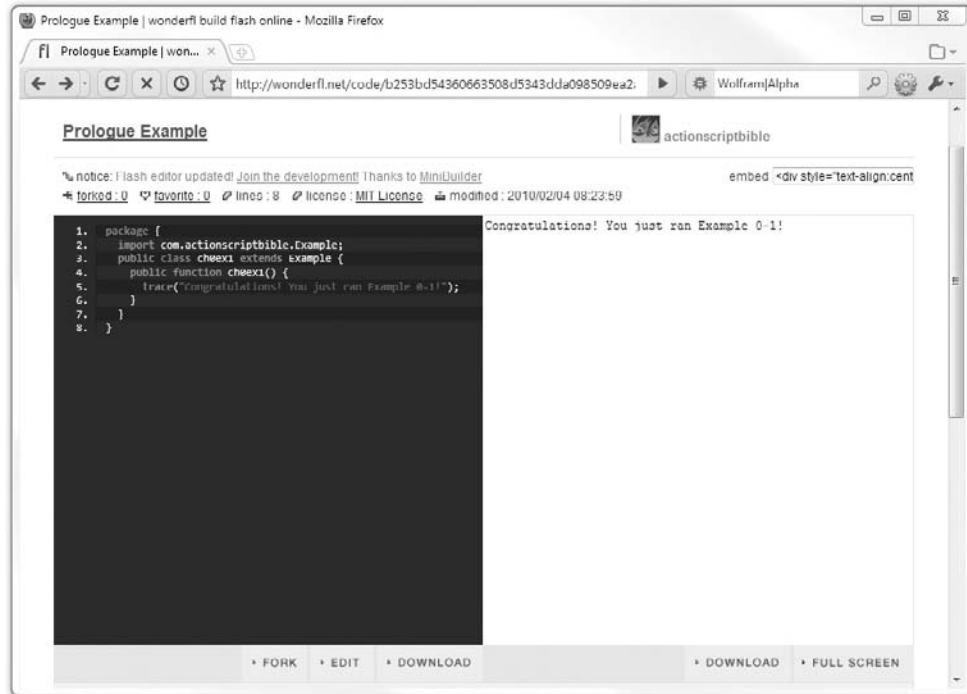 Prologue Example | wonderfl build flash online - Mozilla Firefox
fl Prologue Example | won... ×
http://wonderfl.net/code/b253bd54360663508d5343dda098509ea2 Wolfram|Alpha
Prologue Example
actionscriptbible
notice: Flash editor updated! Join the development! Thanks to MiniBuilder
embed <div style="text-align:cent
forked : 0 favorite : 0 lines : 8 license : MIT License modified : 2010/02/04 08:23:59
1. package {
2. import com.actionscriptbible.Example;
3. public class ch0ex1 extends Example {
4. public function ch0ex1() {
5. trace("Congratulations! You just ran Example 0-1!");
6. }
7. }
8. }
Congratulations! You just ran Example 0-1!
FORK EDIT DOWNLOAD
DOWNLOAD FULL SCREEN